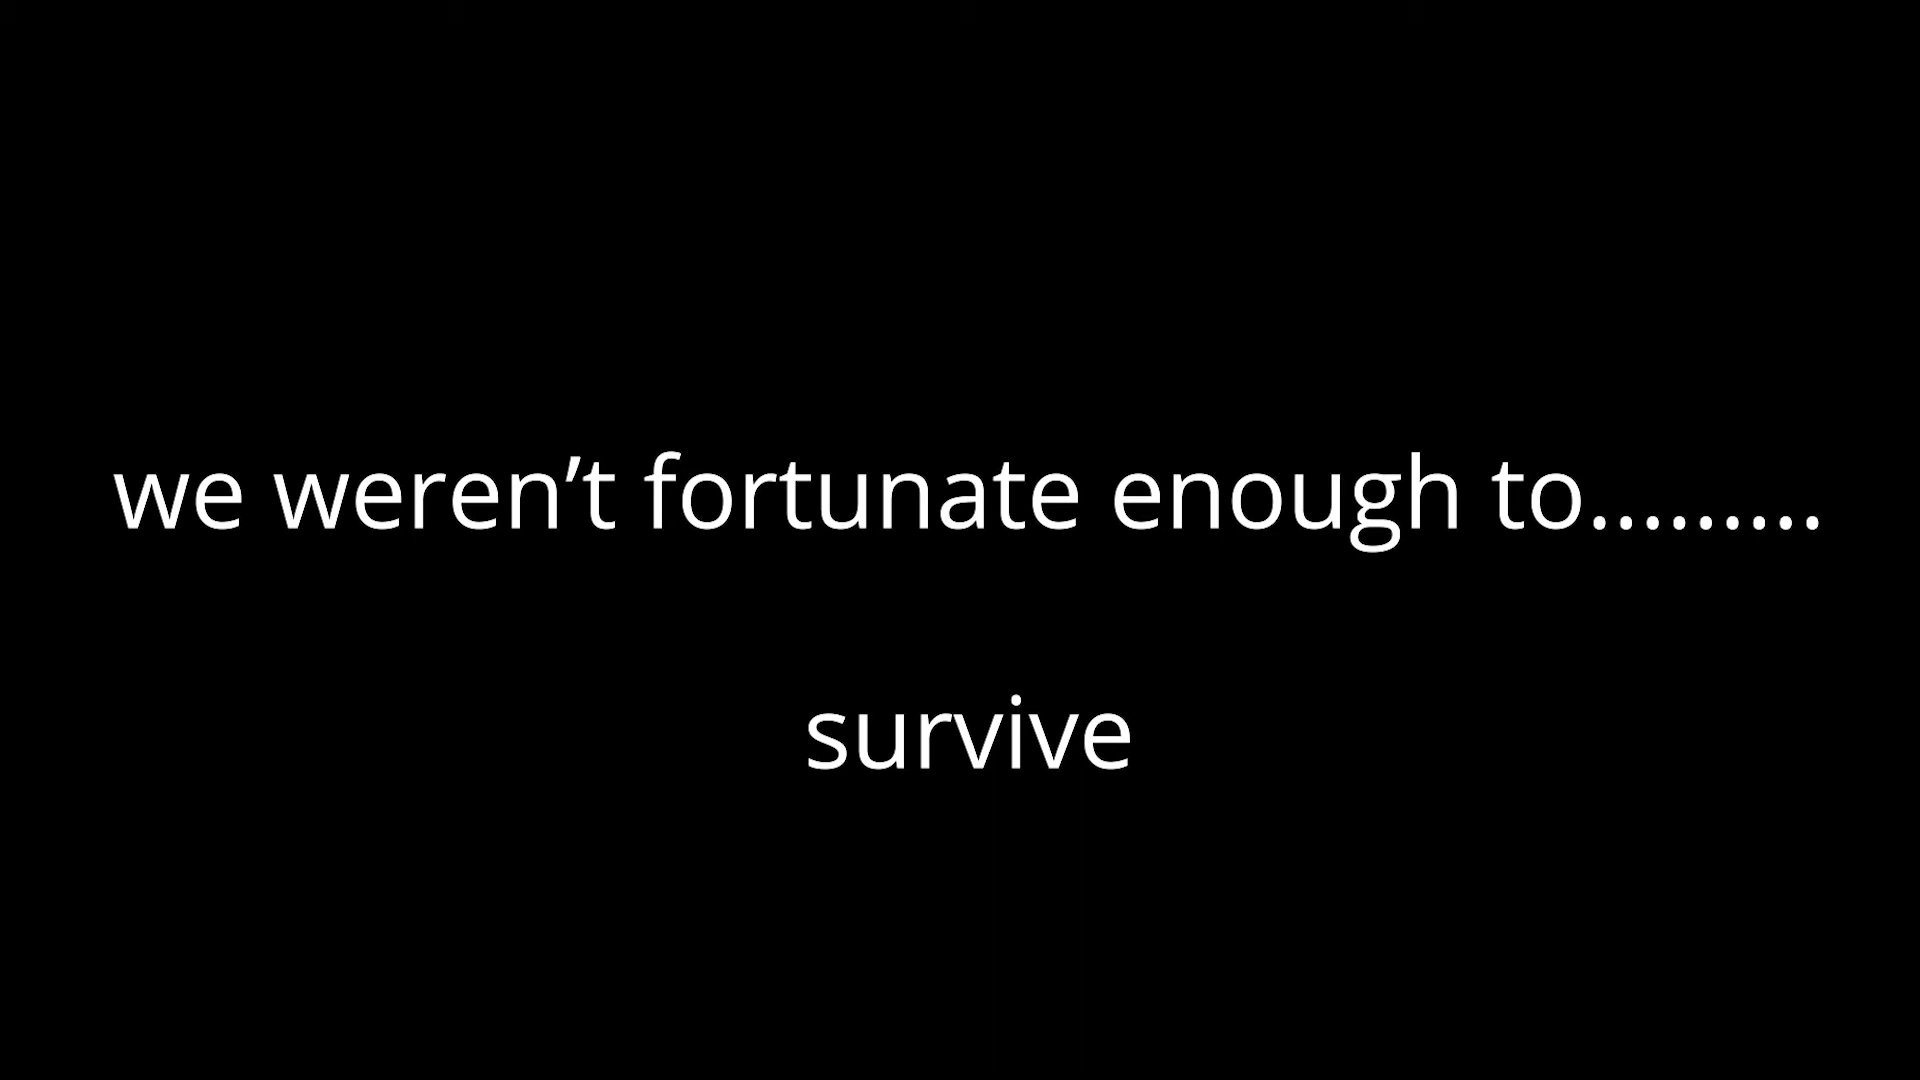 we weren’t fortunate enough to.........
survive